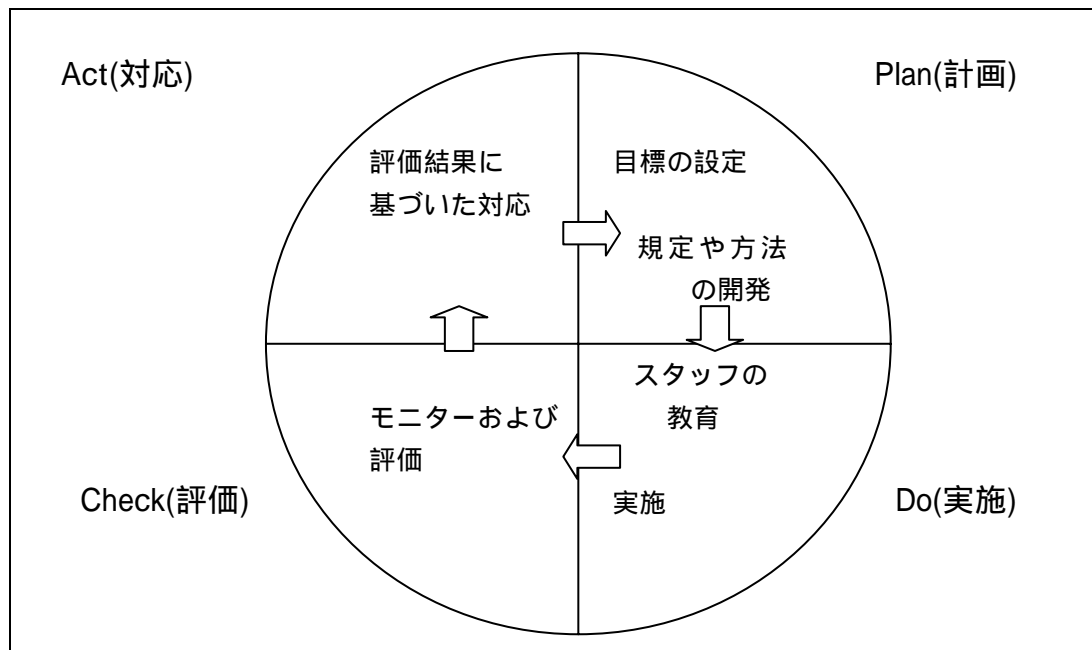 Act(対応)
Plan(計画)
評価結果に
基づいた対応
目標の設定
規定や方法
の開発
スタッフの
教育
モニターおよび
評価
実施
Check(評価)
Do(実施)